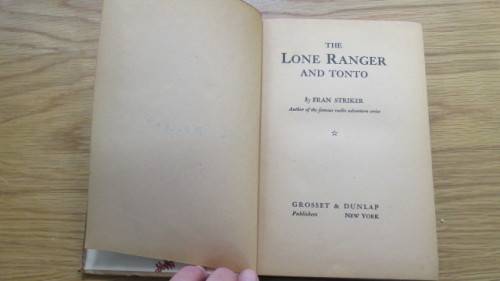 THE
LONE RANGER
AND TONTO
by FRAN STRIKER
Author of the famous radio adventure series
GROSSET & DUNLAP
Publishers NEW YORK